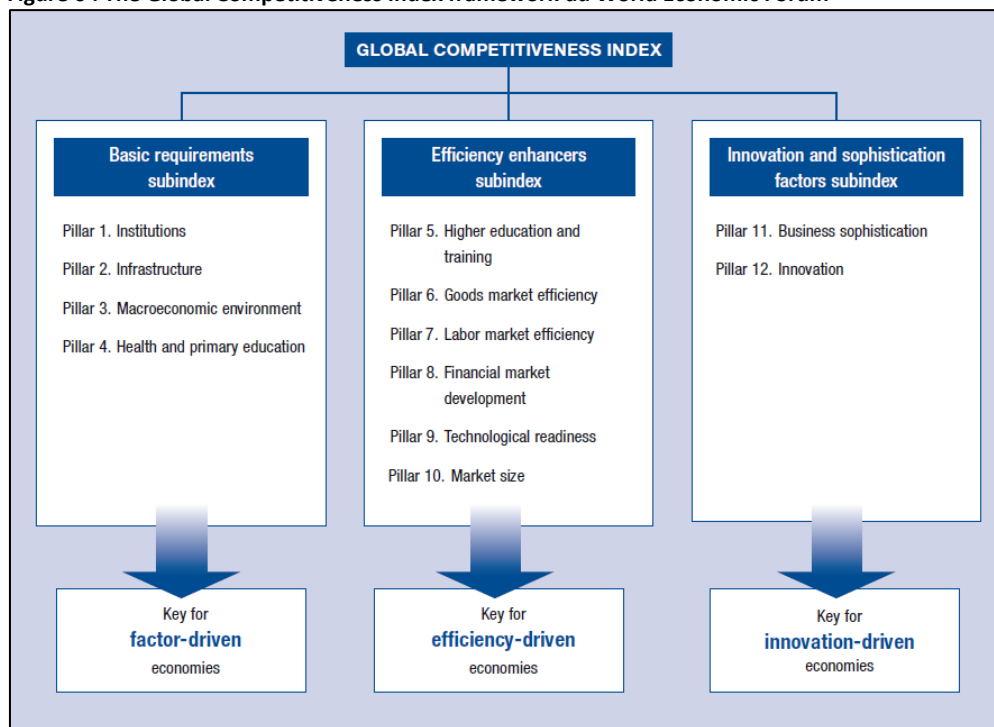 GLOBAL COMPETITIVENESS INDEX
Basic requirements
subindex
Pillar 1. Institutions
Pillar 2. Infrastructure
Pillar 3. Macroeconomic environment
Pillar 4. Health and primary education
Key for
factor-driven
economies
Efficiency enhancers
subindex
Pillar 5. Higher education and
training
Pillar 6. Goods market efficiency
Pillar 7. Labor market efficiency
Pillar 8. Financial market
development
Pillar 9. Technological readiness
Pillar 10. Market size
Key for
efficiency-driven
economies
Innovation and sophistication
factors subindex
Pillar 11. Business sophistication
Pillar 12. Innovation
Key for
innovation-driven
economies